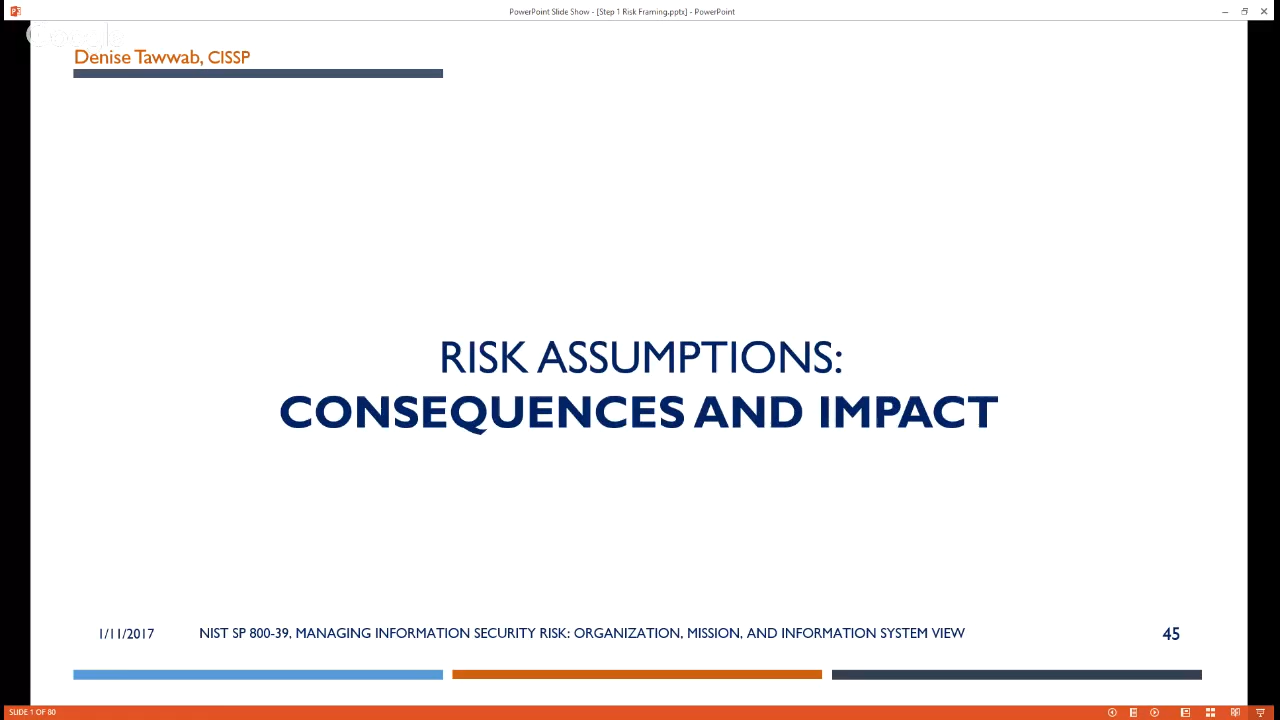 PowerPoint Slide Show - [Step 1 Risk Framing.pptx] - PowerPoint
Denise Tawwab, CISSP
RISK ASSUMPTIONS:
CONSEQUENCES AND IMPACT
1/11/2017 NIST SP 800-39, MANAGING INFORMATION SECURITY RISK: ORGANIZATION, MISSION, AND INFORMATION SYSTEM VIEW 45
SLIDE 1 OF 80